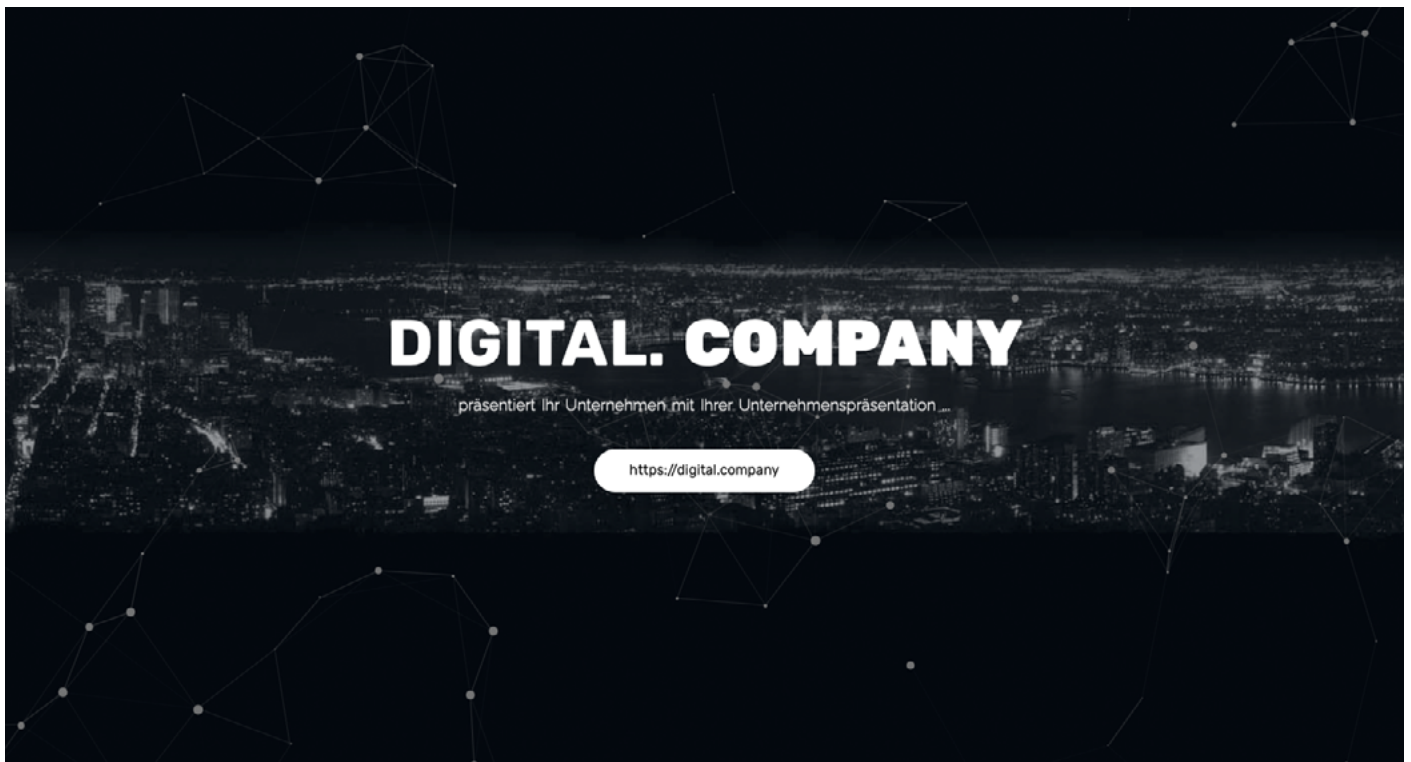 DIGITAL. COMPANY
präsentiert Ihr Unternehmen mit Ihrer Unternehmenspräsentation ...
https://digital.company